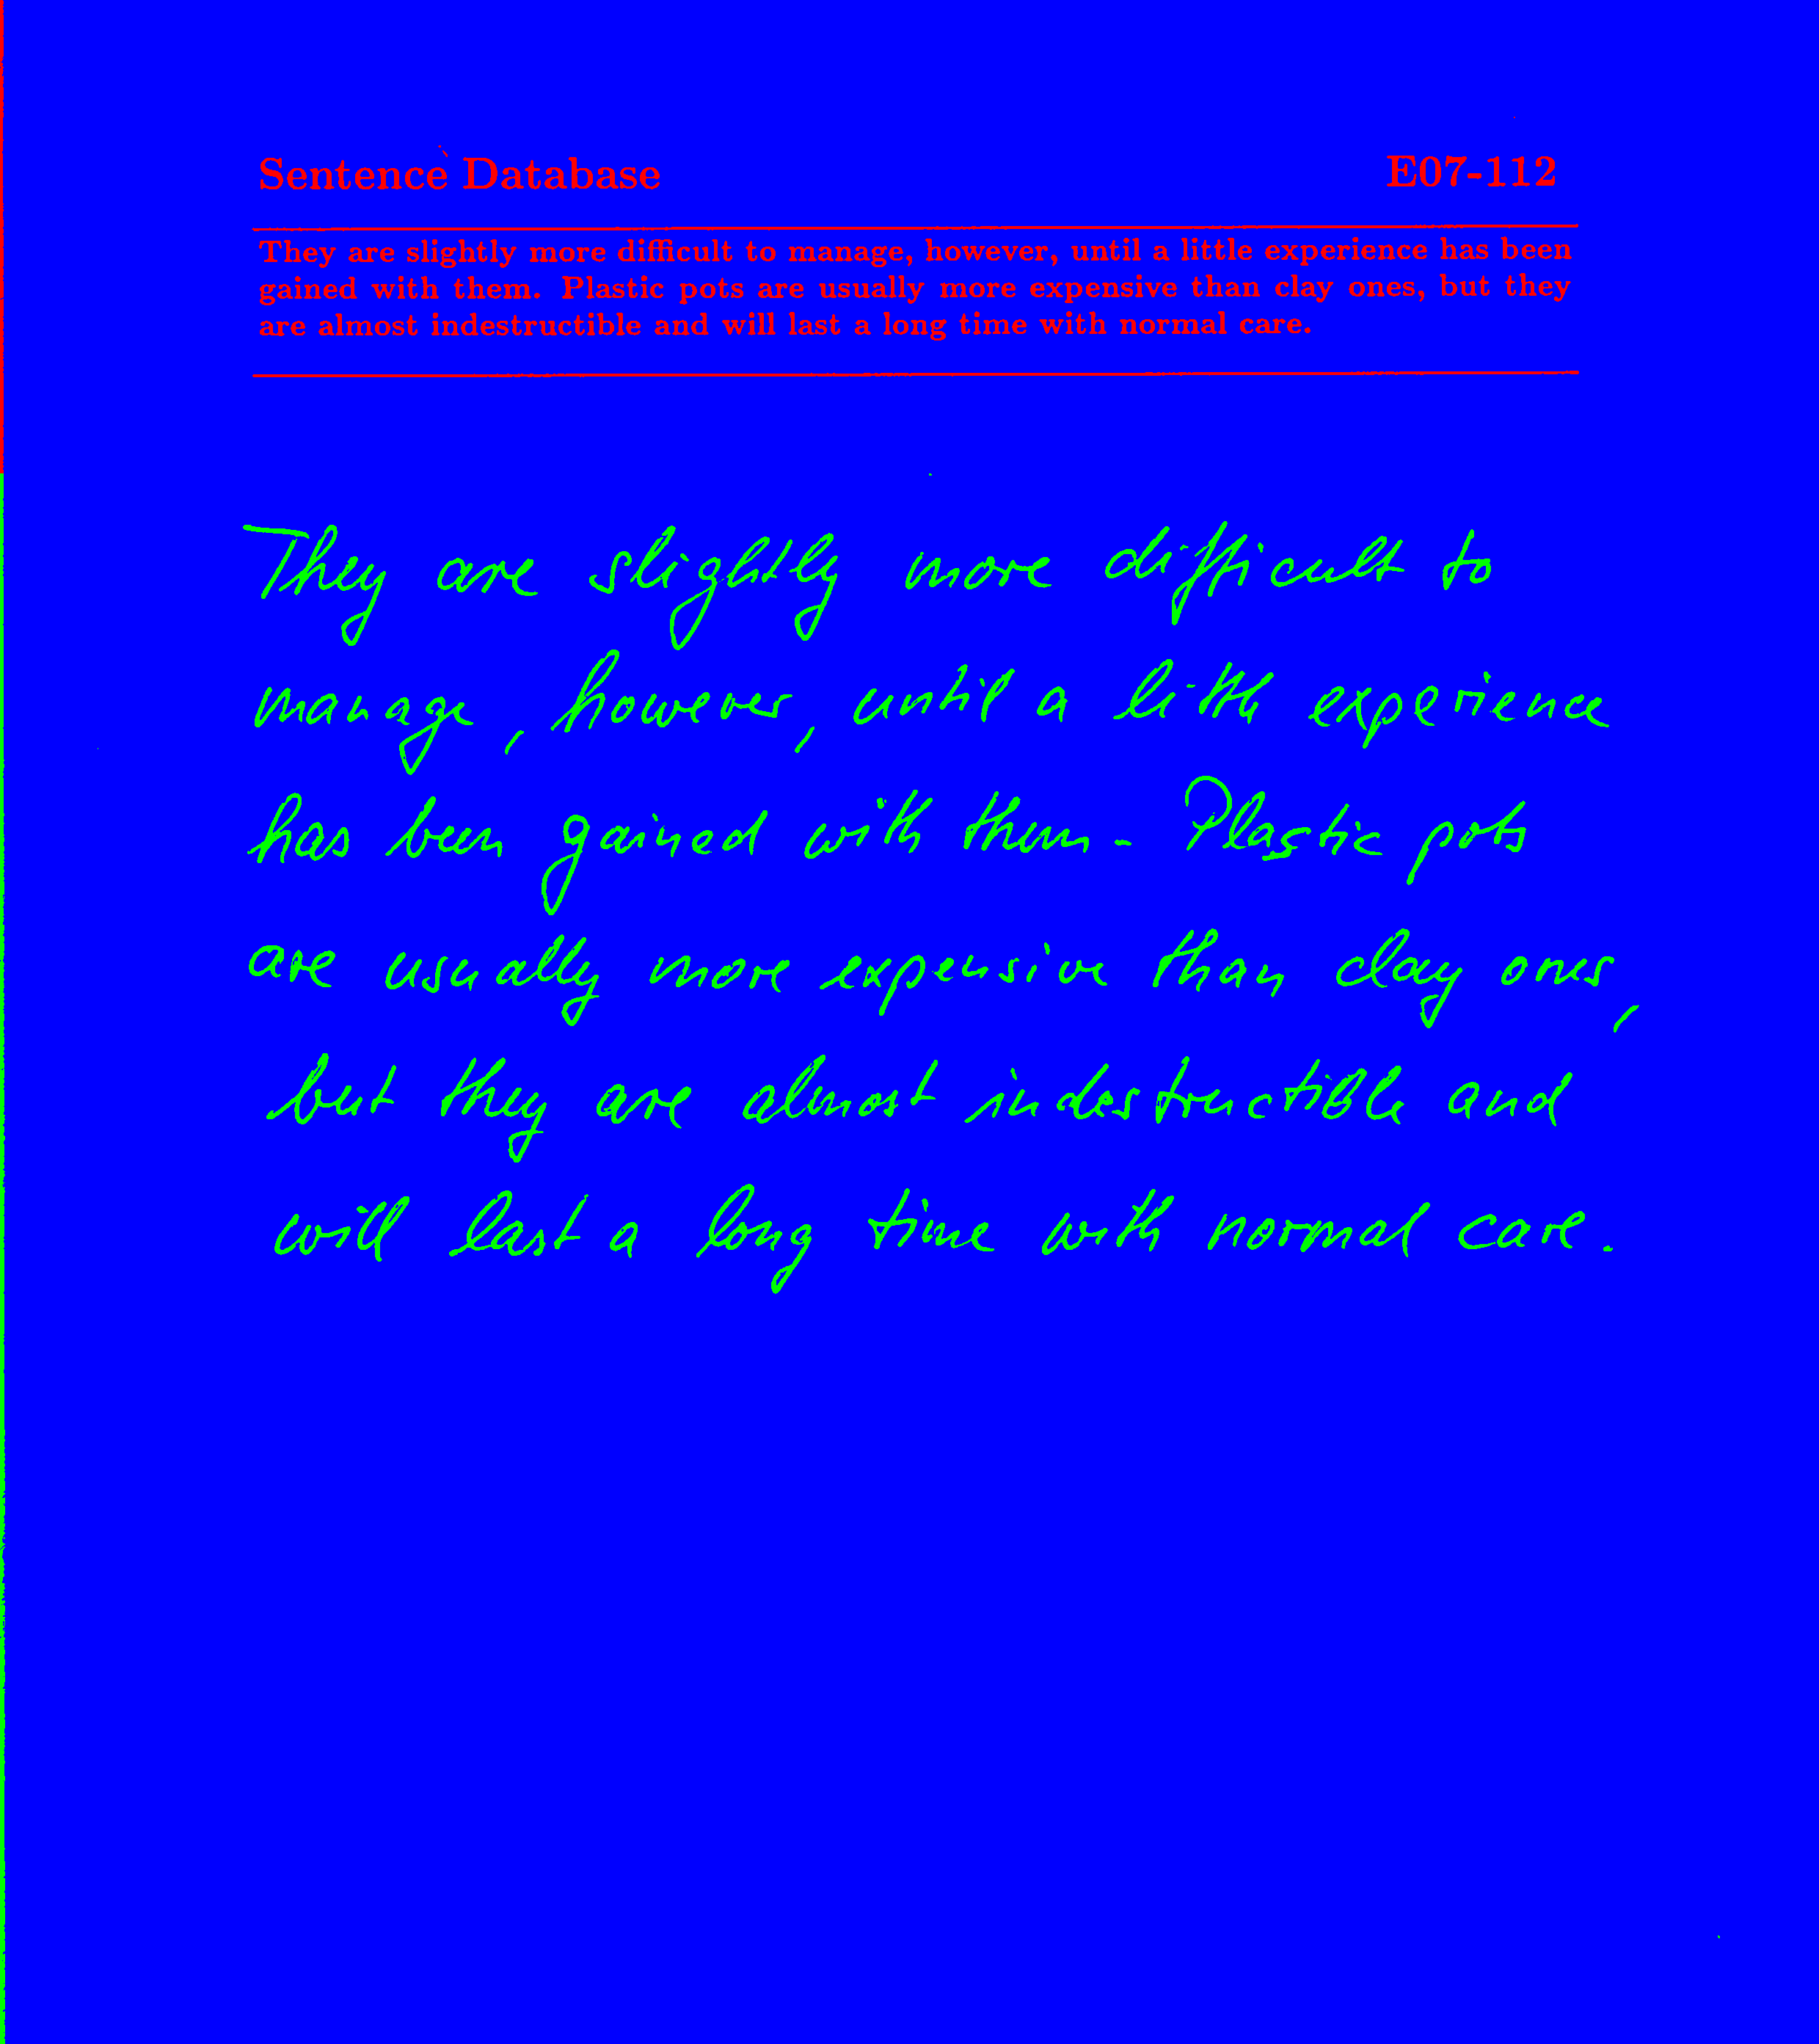 Sentence Database E07-112
They are slightly more difficult to manage, however, until a little experience has been
gained with them. Plastic pots are usually more expensive than clay ones, but they
are almost indestructible and will last a long time with normal care.
They are slightly more difficult to
manage, however, until a little experience
has been gained with them. Plastic pots
are usually more expensive than clay ones,
but they are almost indestructible and
will last a long time with normal care.